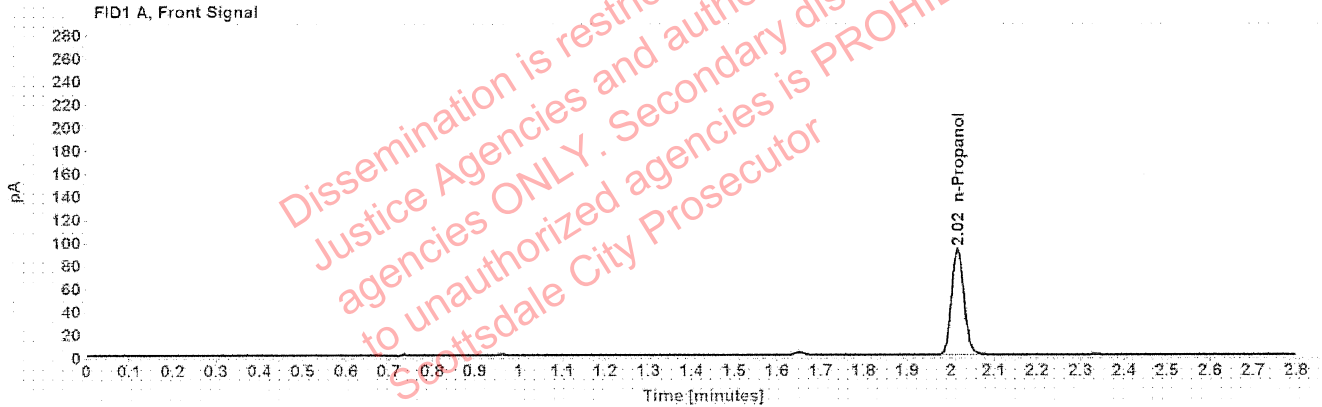 FID1 A, Front Signal
280
260
240
220
200
180
160
140
120
100
80
60
40
20
0
pA
2.02 n-Propanol
0 0.1 0.2 0.3 0.4 0.5 0.6 0.7 0.8 0.9 1 1.1 1.2 1.3 1.4 1.5 1.6 1.7 1.8 1.9 2 2.1 2.2 2.3 2.4 2.5 2.6 2.7 2.8
Time [minutes]
Dissemination is
Justice Agencies and
agencies ONLY. Secondary
to unauthorized agencies is
Scottsdale City Prosecutor